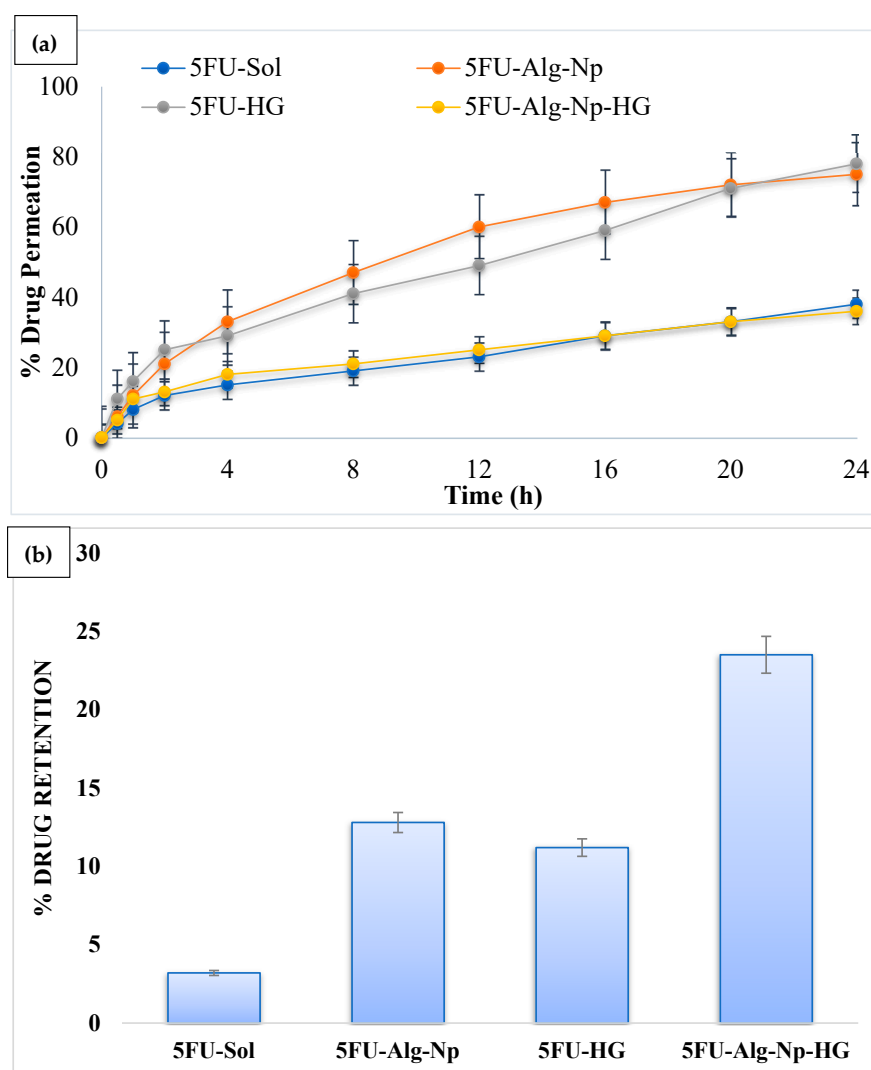 (a)
5FU-Sol 5FU-Alg-Np
5FU-HG 5FU-Alg-Np-HG
100
80
60
40
20
0
% Drug Permeation
0 4 8 12 16 20 24
Time (h)
(b)
30
25
20
15
10
5
0
% DRUG RETENTION
5FU-Sol 5FU-Alg-Np 5FU-HG 5FU-Alg-Np-HG